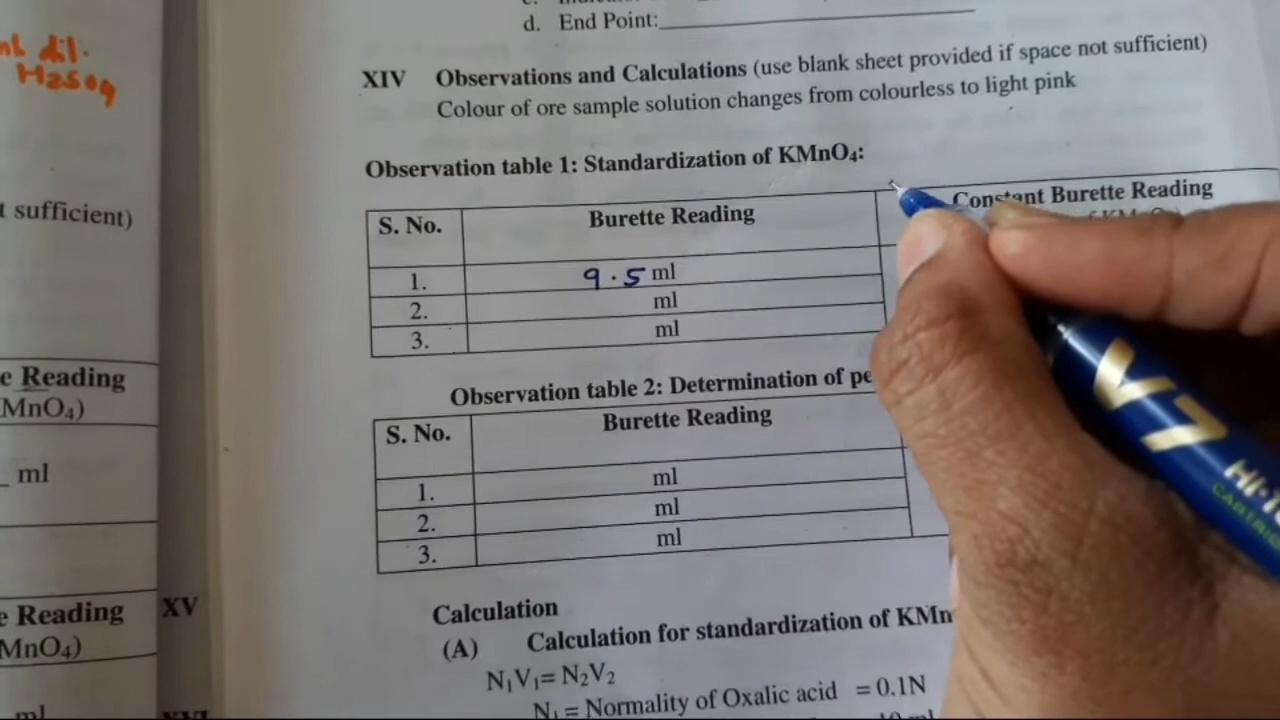 d. End Point:
XIV Observations and Calculations (use blank sheet provided if space not sufficient)
Colour of ore sample solution changes from colourless to light pink
Observation table 1: Standardization of KMnO4:
S. No. Burette Reading Constant Burette Reading
1. 9.5 ml
2. ml
3. ml
Observation table 2: Determination of
S. No. Burette Reading
1. ml
2. ml
3. ml
Calculation
(A) Calculation for standardization of
N1V1= N2V2
N1 = Normality of Oxalic acid = 0.1N
dil.
H2SO4
t sufficient)
e Reading
MnO4)
ml
e Reading
MnO4)
ml
XV
V7